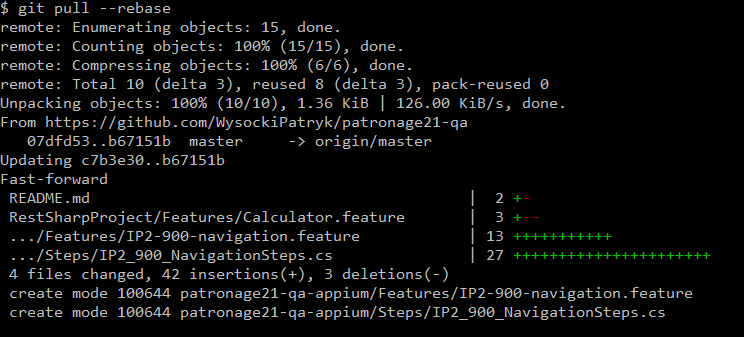 $ git pull --rebase
remote: Enumerating objects: 15, done.
remote: Counting objects: 100% (15/15), done.
remote: Compressing objects: 100% (6/6), done.
remote: Total 10 (delta 3), reused 8 (delta 3), pack-reused 0
Unpacking objects: 100% (10/10), 1.36 KiB | 126.00 KiB/s, done.
From https://github.com/WysockiPatryk/patronage21-qa
   07dfd53..b67151b  master     -> origin/master
Updating c7b3e30..b67151b
Fast-forward
 README.md                                          |  2 +-
 RestSharpProject/Features/Calculator.feature       |  3 +--
 .../Features/IP2-900-navigation.feature            | 13 +++++++++++
 .../Steps/IP2_900_NavigationSteps.cs               | 27 ++++++++++++++++++++++
 4 files changed, 42 insertions(+), 3 deletions(-)
 create mode 100644 patronage21-qa-appium/Features/IP2-900-navigation.feature
 create mode 100644 patronage21-qa-appium/Steps/IP2_900_NavigationSteps.cs